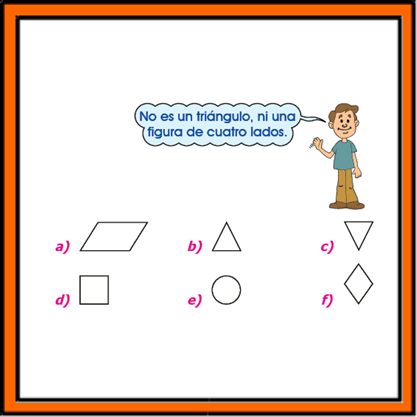 No es un triángulo, ni una
figura de cuatro lados.
a) b) c)
d) e) f)